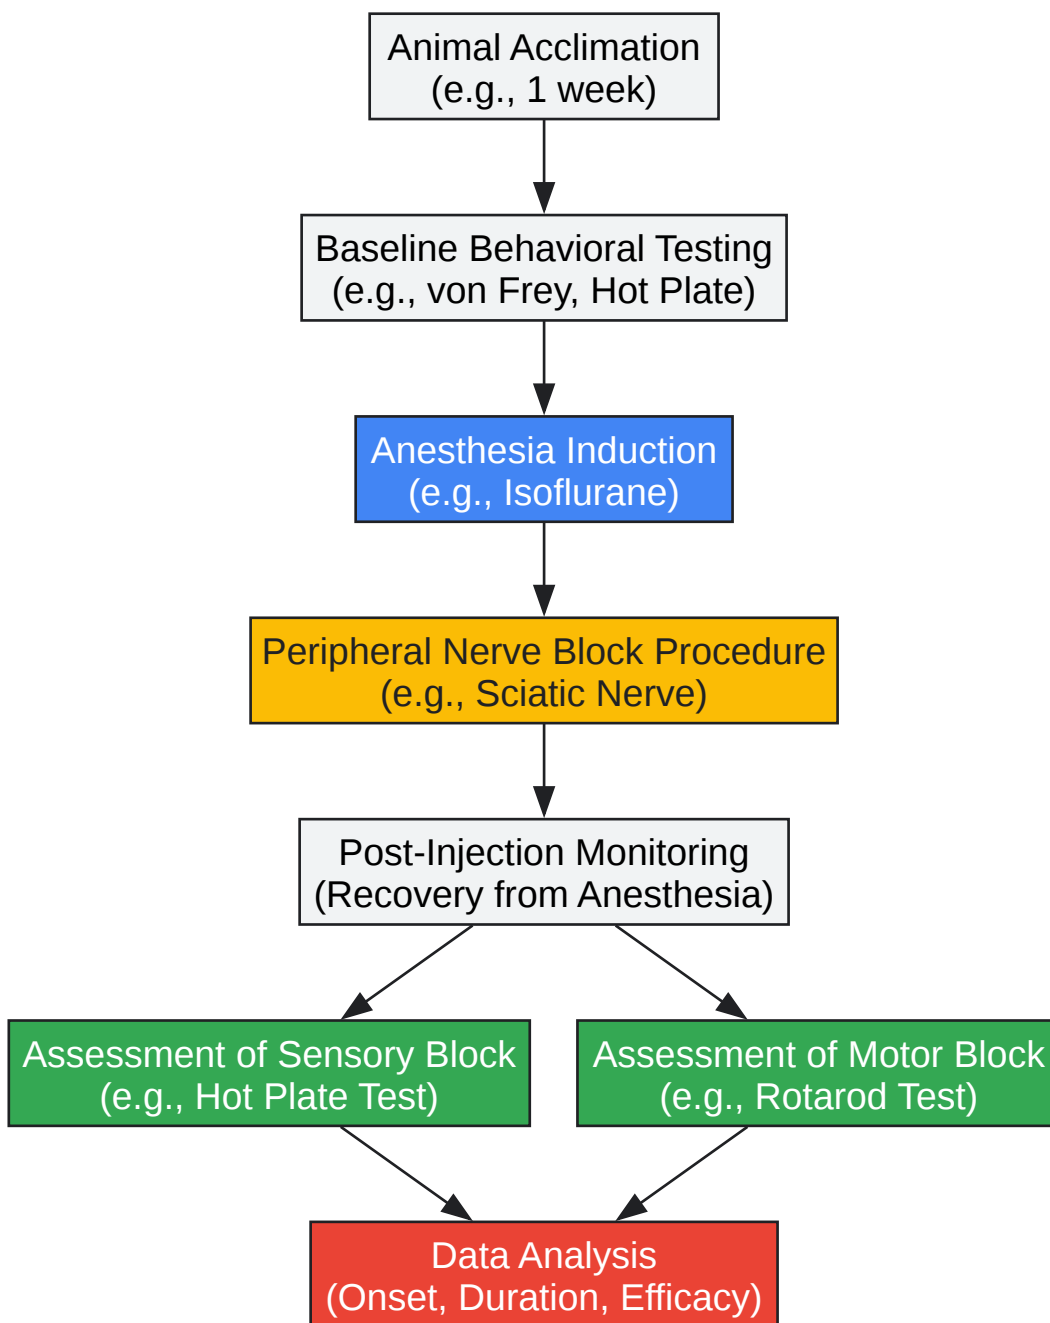 Animal Acclimation
(e.g., 1 week)
Baseline Behavioral Testing
(e.g., von Frey, Hot Plate)
Anesthesia Induction
(e.g., Isoflurane)
Peripheral Nerve Block Procedure
(e.g., Sciatic Nerve)
Post-Injection Monitoring
(Recovery from Anesthesia)
Assessment of Sensory Block
(e.g., Hot Plate Test)
Assessment of Motor Block
(e.g., Rotarod Test)
Data Analysis
(Onset, Duration, Efficacy)